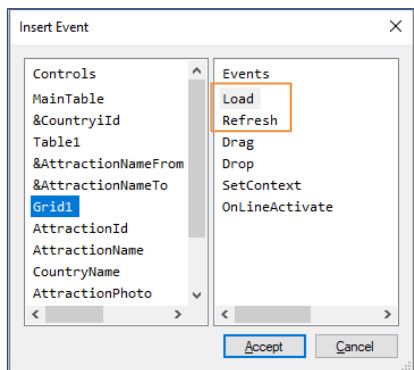 Insert Event
Controls
MainTable
&CountryiId
Table1
&AttractionNameFrom
&AttractionNameTo
Grid1
AttractionId
AttractionName
CountryName
AttractionPhoto
Events
Load
Refresh
Drag
Drop
SetContext
OnLineActivate
Accept
Cancel